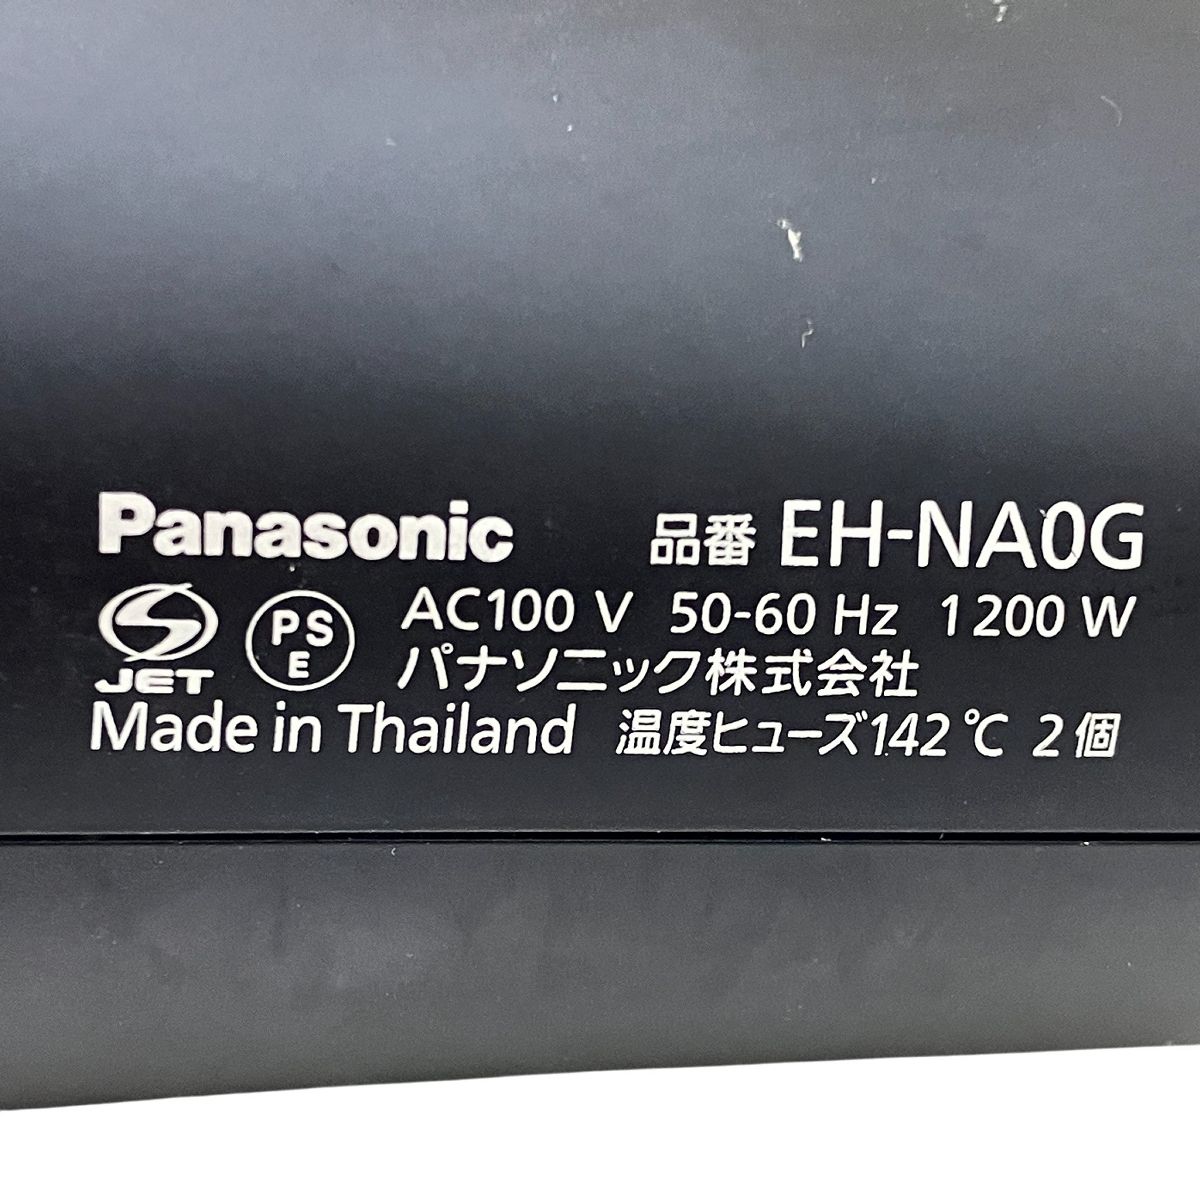 Panasonic 品番 EH-NA0G
JET PS E AC100 V 50-60 Hz 1200 W
パナソニック株式会社
Made in Thailand 温度ヒューズ142℃ 2個